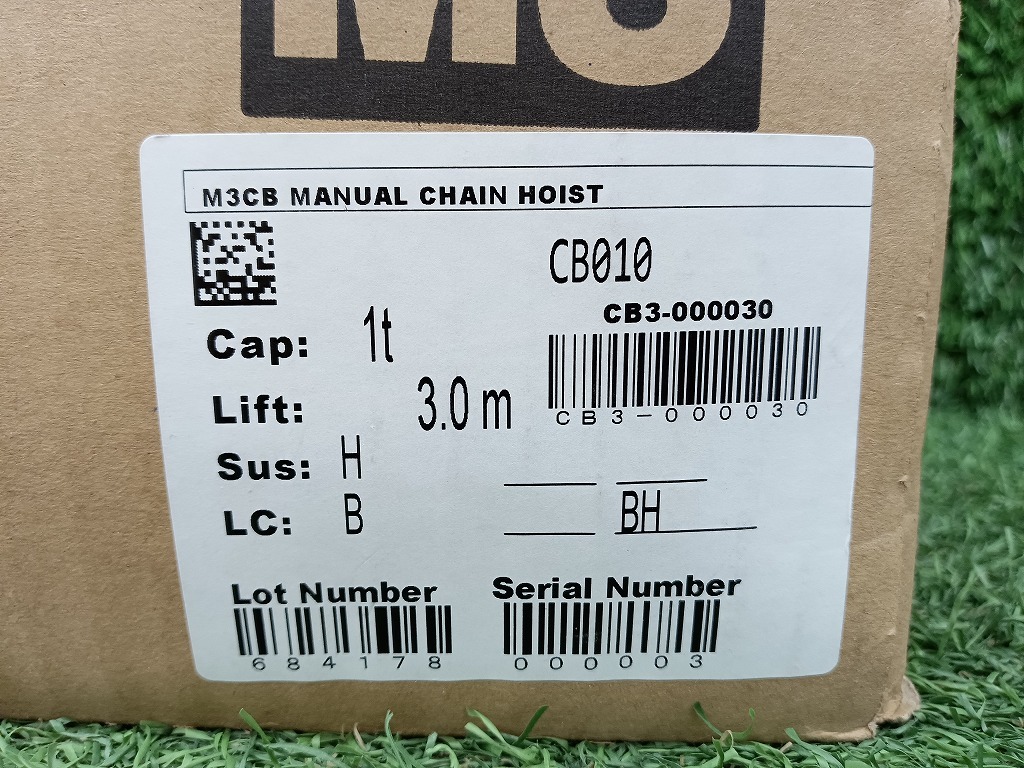 M3CB MANUAL CHAIN HOIST
CB010
CB3-000030
CB3-000030
Cap: 1t
Lift: 3.0 m
Sus: H
LC: B BH
Lot Number
684178
Serial Number
000003